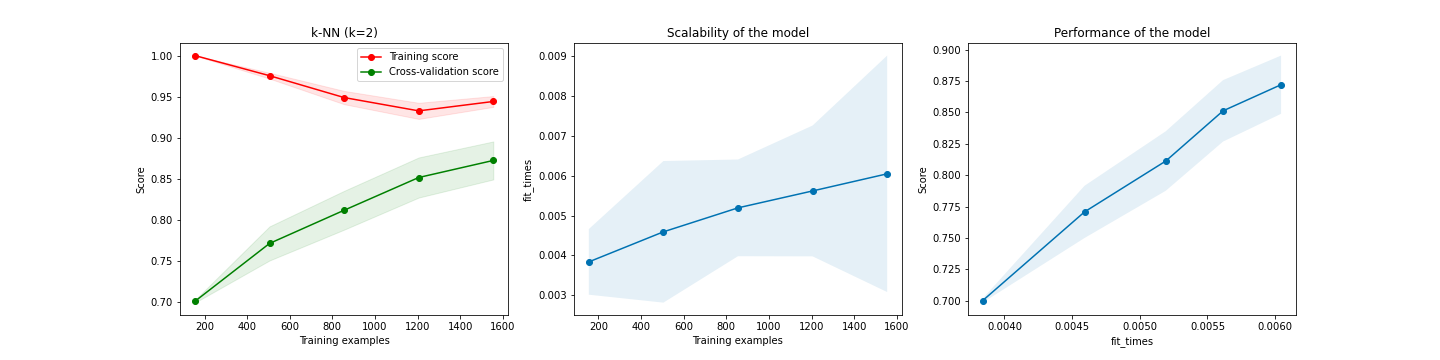 k-NN (k=2)
Training score
Cross-validation score
1.00
0.95
0.90
0.85
0.80
0.75
0.70
Score
200 400 600 800 1000 1200 1400 1600
Training examples
Scalability of the model
0.009
0.008
0.007
0.006
0.005
0.004
0.003
fit_times
200 400 600 800 1000 1200 1400 1600
Training examples
Performance of the model
0.900
0.875
0.850
0.825
0.800
0.775
0.750
0.725
0.700
Score
0.0040 0.0045 0.0050 0.0055 0.0060
fit_times